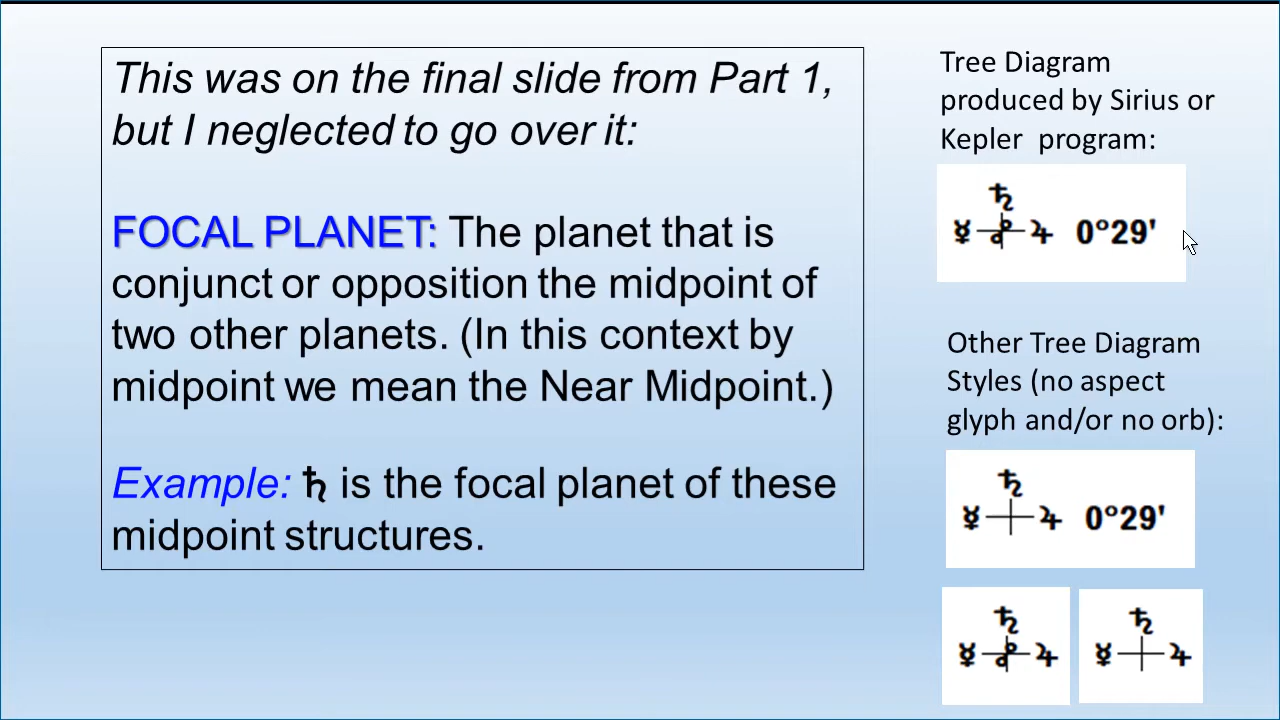 This was on the final slide from Part 1,
but I neglected to go over it:
FOCAL PLANET: The planet that is
conjunct or opposition the midpoint of
two other planets. (In this context by
midpoint we mean the Near Midpoint.)
Example: ♄ is the focal planet of these
midpoint structures.
Tree Diagram
produced by Sirius or
Kepler program:
♄
☿ ☍ ♃ 0°29'
Other Tree Diagram
Styles (no aspect
glyph and/or no orb):
♄
☿ ♃ 0°29'
♄
☿ ☍ ♃
♄
☿ ♃